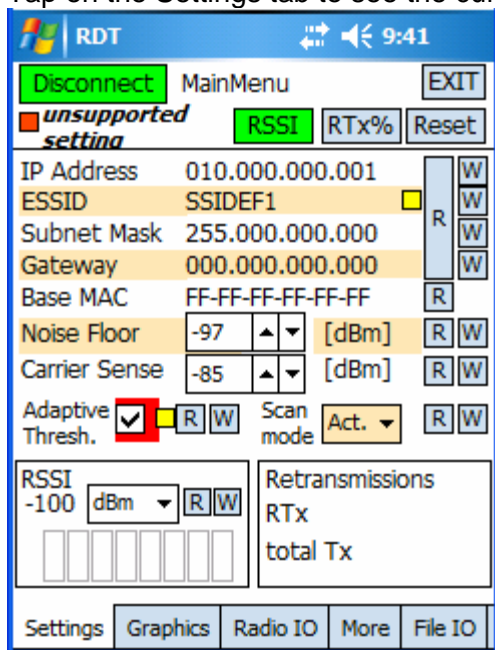 Tap on the Settings tab to see the cur
RDT 9:41
Disconnect MainMenu EXIT
unsupported
setting
RSSI RTx% Reset
IP Address 010.000.000.001 W
ESSID SSIDEF1 W
R
Subnet Mask 255.000.000.000 W
Gateway 000.000.000.000 W
Base MAC FF-FF-FF-FF-FF-FF R
Noise Floor -97 [dBm] R W
Carrier Sense -85 [dBm] R W
Adaptive
Thresh.
R W
Scan
mode
Act. R W
RSSI
-100 dBm R W
Retransmissions
RTx
total Tx
Settings Graphics Radio IO More File IO